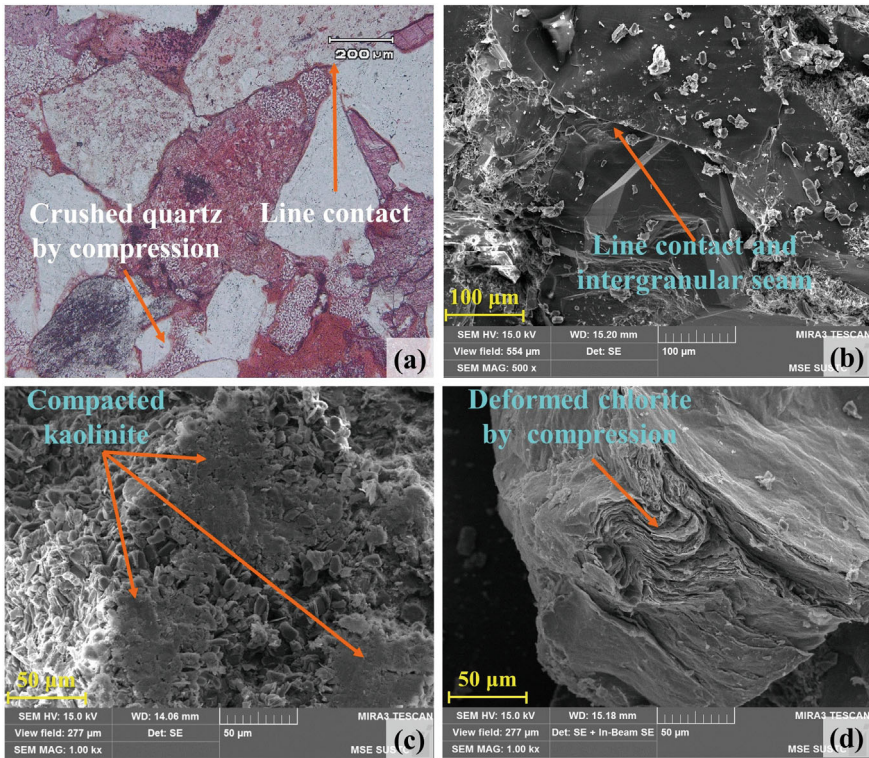 200 μm
Crushed quartz
by compression
Line contact
(a)
Line contact and
intergranular seam
100 μm
SEM HV: 15.0 kV
WD: 15.20 mm
MIRA3 TESCAN
View field: 554 μm
Det: SE
100 μm
SEM MAG: 500 x
MSE SUSTC
(b)
Compacted
kaolinite
50 μm
SEM HV: 15.0 kV
WD: 14.06 mm
MIRA3 TESCAN
View field: 277 μm
Det: SE
50 μm
SEM MAG: 1.00 kx
MSE
(c)
Deformed chlorite
by compression
50 μm
SEM HV: 15.0 kV
WD: 15.18 mm
MIRA3 TESCAN
View field: 277 μm
Det: SE + In-Beam SE
50 μm
SEM MAG: 1.00 kx
MSE
(d)